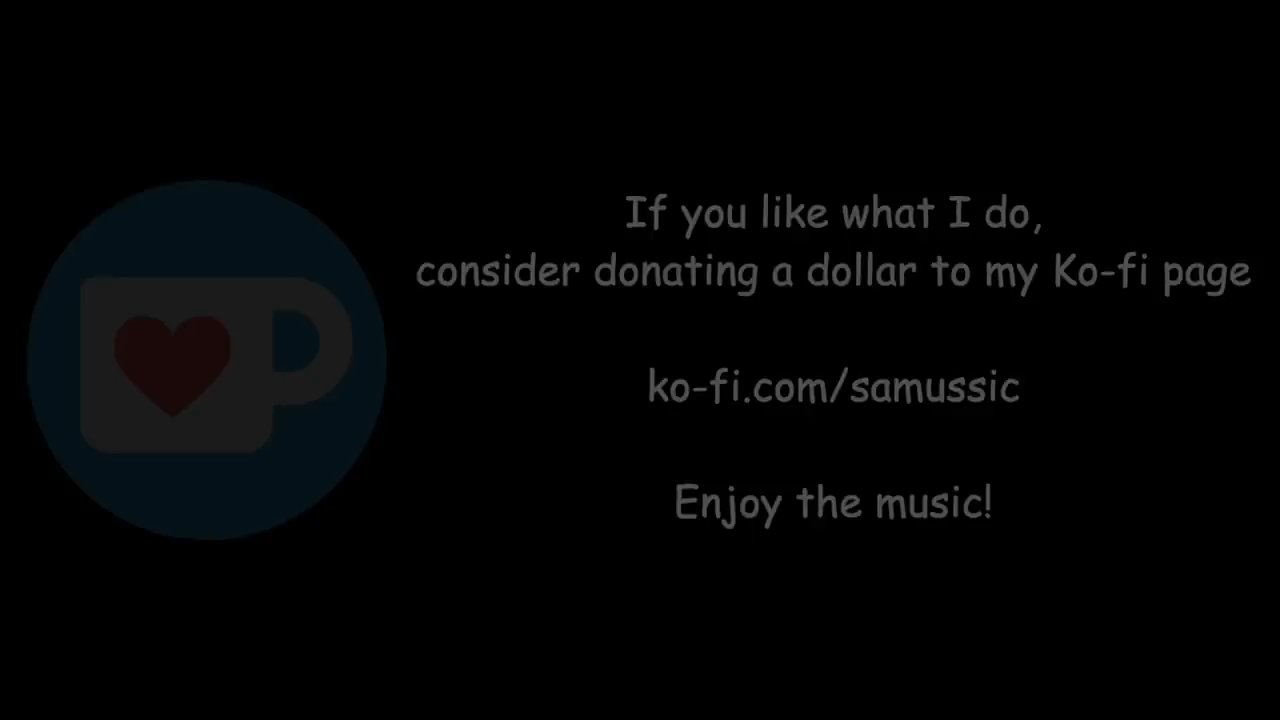 If you like what I do,
consider donating a dollar to my Ko-fi page
ko-fi.com/samussic
Enjoy the music!